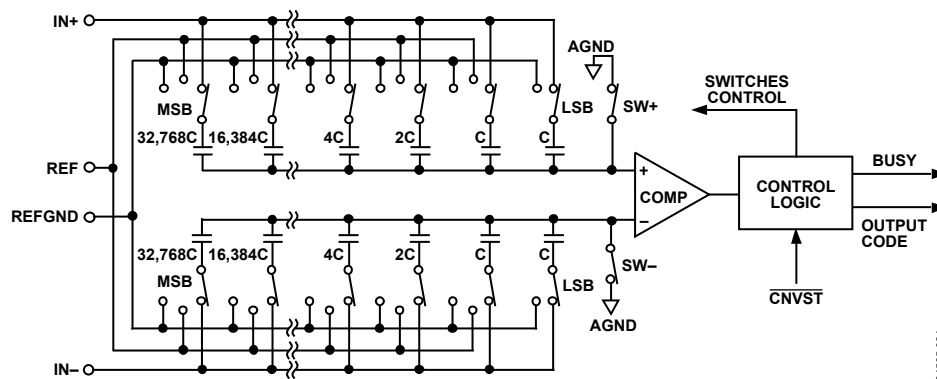 IN+
AGND
SWITCHES
CONTROL
MSB
LSB
SW+
32,768C 16,384C 4C 2C C C
BUSY
REF
+
COMP
CONTROL
LOGIC
REFGND
–
OUTPUT
CODE
32,768C 16,384C 4C 2C C C
SW–
MSB
LSB
CNVST
AGND
IN–